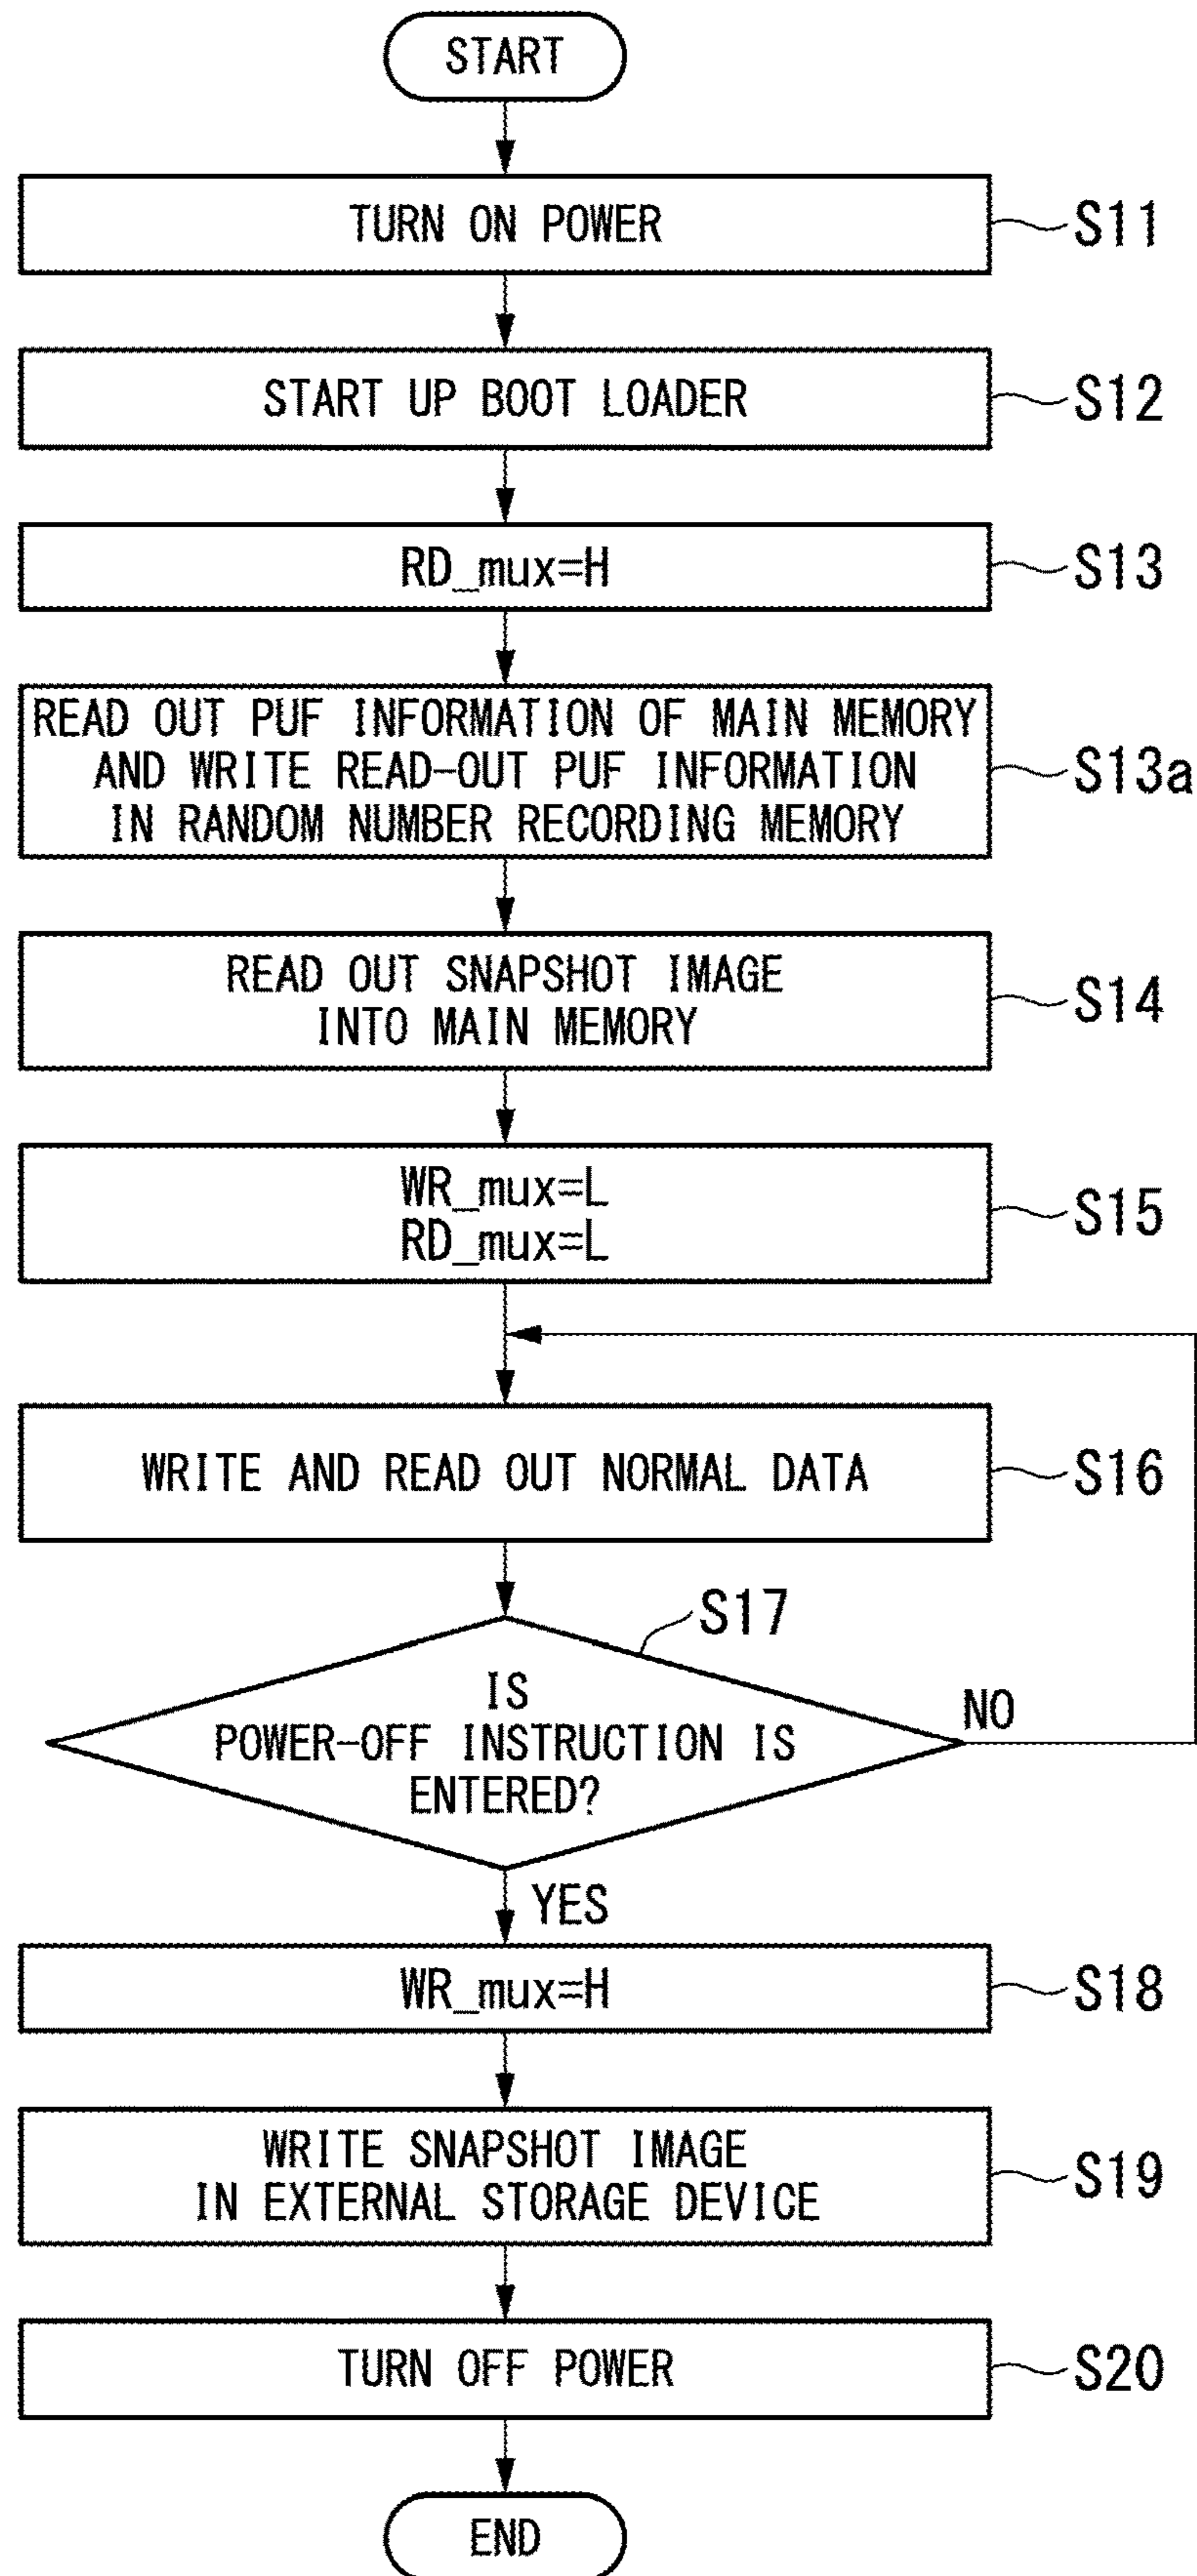 START
TURN ON POWER
S11
START UP BOOT LOADER
S12
RD_mux=H
S13
READ OUT PUF INFORMATION OF MAIN MEMORY
AND WRITE READ-OUT PUF INFORMATION
IN RANDOM NUMBER RECORDING MEMORY
S13a
READ OUT SNAPSHOT IMAGE
INTO MAIN MEMORY
S14
WR_mux=L
RD_mux=L
S15
WRITE AND READ OUT NORMAL DATA
S16
S17
IS
POWER-OFF INSTRUCTION IS
ENTERED?
NO
YES
WR_mux=H
S18
WRITE SNAPSHOT IMAGE
IN EXTERNAL STORAGE DEVICE
S19
TURN OFF POWER
S20
END